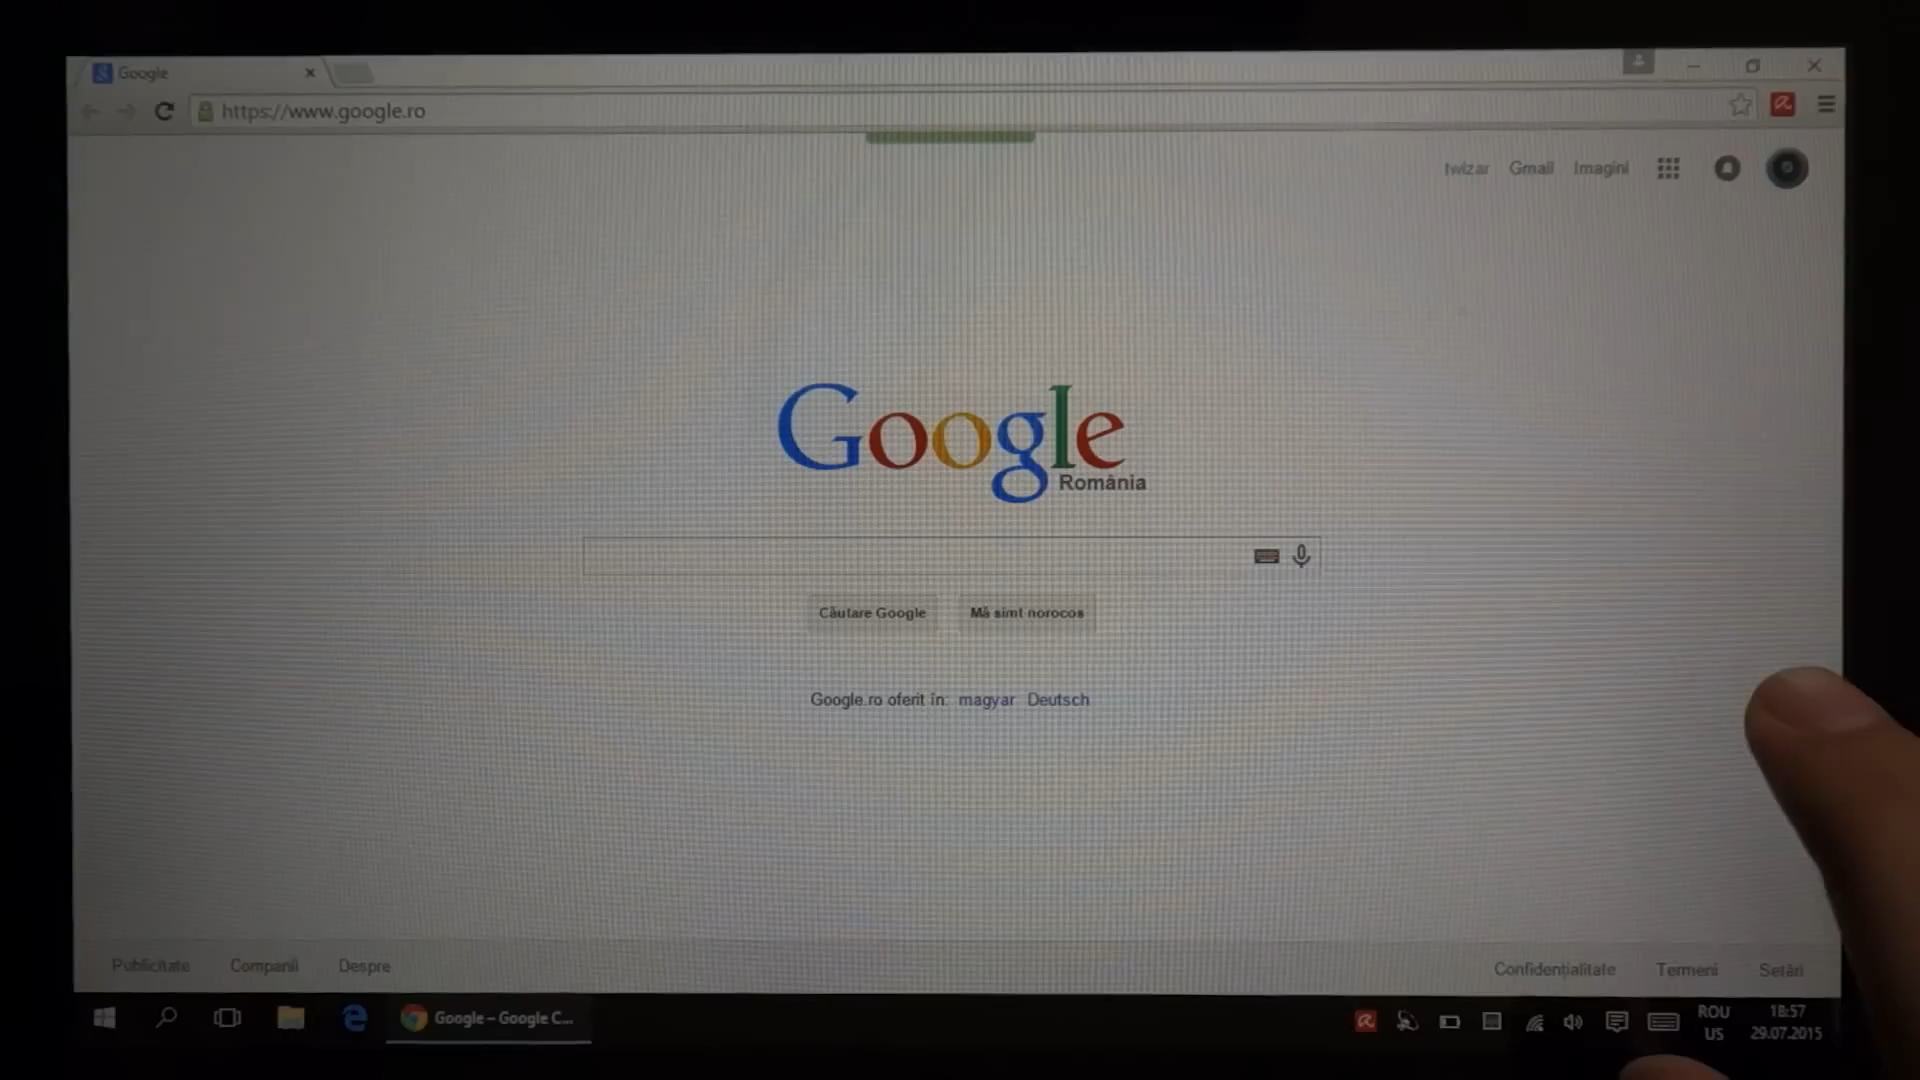 Google
https://www.google.ro
Gmail Imagini
Google
România
Căutare Google Mă simt norocos
Google.ro oferit în: magyar Deutsch
Publicitate Companii Despre
Confidențialitate Termeni Setări
Google – Google C...
ROU
US
18:57
29.07.2015